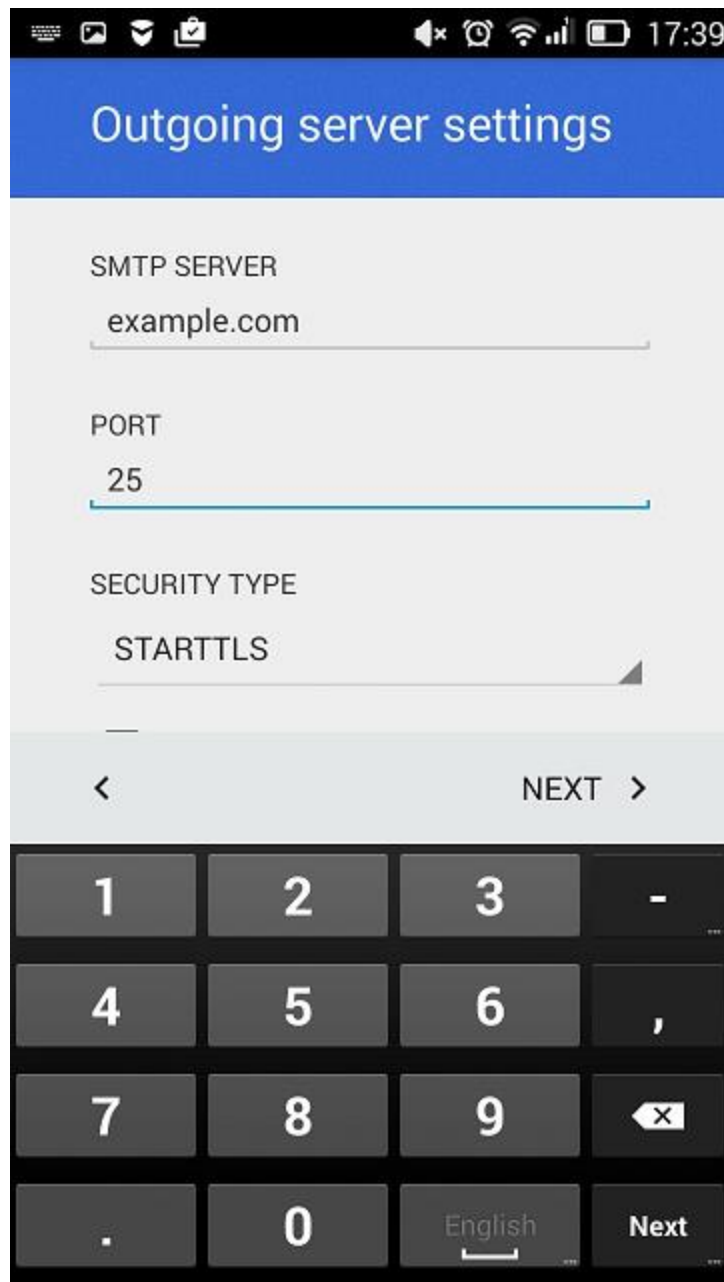 17:39
Outgoing server settings
SMTP SERVER
example.com
PORT
25
SECURITY TYPE
STARTTLS
< NEXT >
1 2 3 -
4 5 6 ,
7 8 9
. 0 English Next